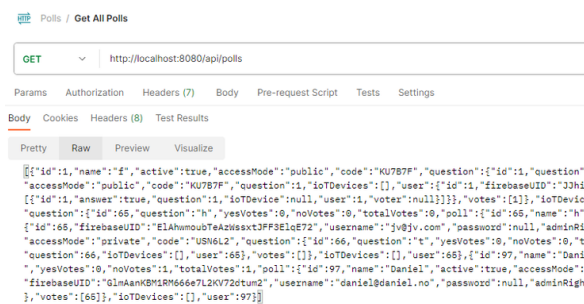 HTTP Polls / Get All Polls
GET http://localhost:8080/api/polls
Params Authorization Headers (7) Body Pre-request Script Tests Settings
Body Cookies Headers (8) Test Results
Pretty Raw Preview Visualize
[{"id":1,"name":"f","active":true,"accessMode":"public","code":"KU7B7F","question":{"id":1,"question"
"accessMode":"public","code":"KU7B7F","question":1,"ioTDevices":[],"user":{"id":1,"firebaseUID":"JJhi
[{"id":1,"answer":true,"question":1,"ioTDevice":null,"user":1,"voter":null}]}},"votes":[1]},"ioTDevice
"question":{"id":65,"question":"h","yesVotes":0,"noVotes":0,"totalVotes":0,"poll":{"id":65,"name":"h"
{"id":65,"firebaseUID":"ElAhwmoubTeAzWssxtJFF3ElqE72","username":"jv@jv.com","password":null,"adminRi
"accessMode":"private","code":"USN6L2","question":{"id":66,"question":"t","yesVotes":0,"noVotes":0,"t
"question":66,"ioTDevices":[],"user":65},"votes":[]},"ioTDevices":[],"user":65},{"id":97,"name":"Dani
","yesVotes":0,"noVotes":1,"totalVotes":1,"poll":{"id":97,"name":"Daniel","active":true,"accessMode":
"firebaseUID":"GlmAanKBM1RM666e7L2KV72dtum2","username":"daniel@daniel.no","password":null,"adminRign
},"votes":[65]},"ioTDevices":[],"user":97}]